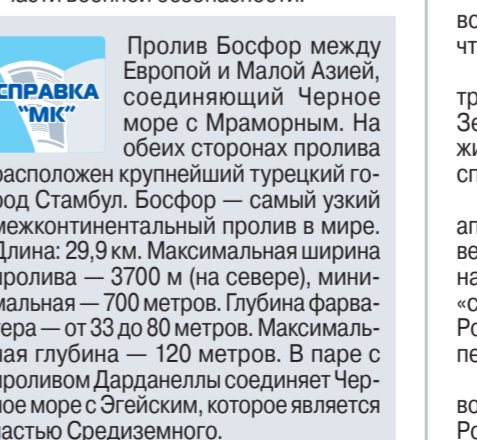 части военной безопасности.
СПРАВКА
"МК"
Пролив Босфор между
Европой и Малой Азией,
соединяющий Черное
море с Мраморным. На
обеих сторонах пролива
расположен крупнейший турецкий го-
род Стамбул. Босфор — самый узкий
межконтинентальный пролив в мире.
Длина: 29,9 км. Максимальная ширина
пролива — 3700 м (на севере), мини-
мальная — 700 метров. Глубина фарва-
тера — от 33 до 80 метров. Максималь-
ная глубина — 120 метров. В паре с
проливом Дарданеллы соединяет Чер-
ное море с Эгейским, которое является
частью Средиземного.